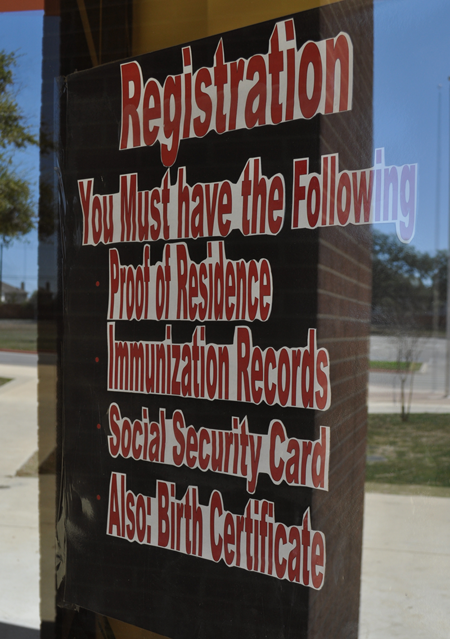 Registration
You Must have the Following
Proof of Residence
Immunization Records
Social Security Card
Also: Birth Certificate